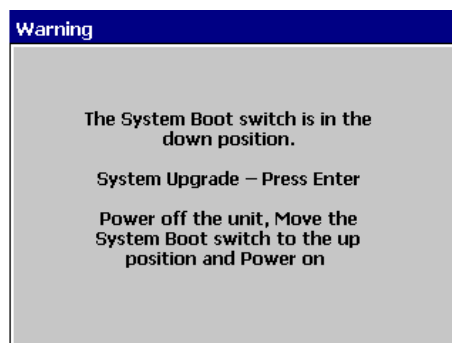 Warning
The System Boot switch is in the
down position.
System Upgrade – Press Enter
Power off the unit, Move the
System Boot switch to the up
position and Power on